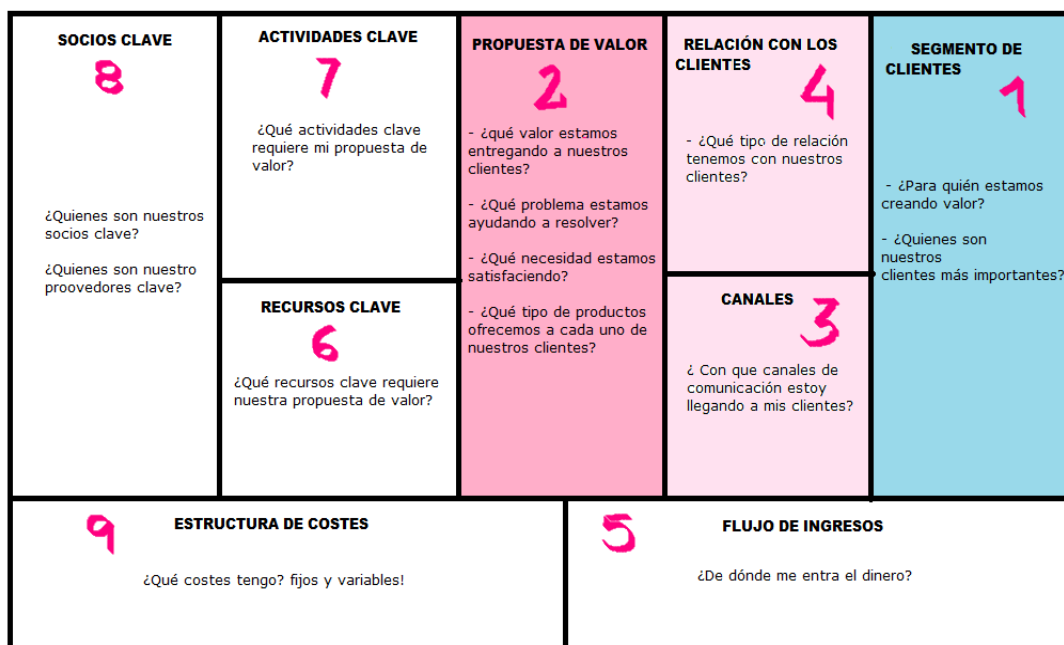 SOCIOS CLAVE
8
¿Quienes son nuestros
socios clave?
¿Quienes son nuestro
proovedores clave?
ACTIVIDADES CLAVE
7
¿Qué actividades clave
requiere mi propuesta de
valor?
RECURSOS CLAVE
6
¿Qué recursos clave requiere
nuestra propuesta de valor?
PROPUESTA DE VALOR
2
- ¿qué valor estamos
entregando a nuestros
clientes?
- ¿Qué problema estamos
ayudando a resolver?
- ¿Qué necesidad estamos
satisfaciendo?
- ¿Qué tipo de productos
ofrecemos a cada uno de
nuestros clientes?
RELACIÓN CON LOS
CLIENTES
4
- ¿Qué tipo de relación
tenemos con nuestros
clientes?
CANALES
3
¿ Con que canales de
comunicación estoy
llegando a mis clientes?
SEGMENTO DE
CLIENTES
1
- ¿Para quién estamos
creando valor?
- ¿Quienes son
nuestros
clientes más importantes?
9
ESTRUCTURA DE COSTES
¿Qué costes tengo? fijos y variables!
5
FLUJO DE INGRESOS
¿De dónde me entra el dinero?